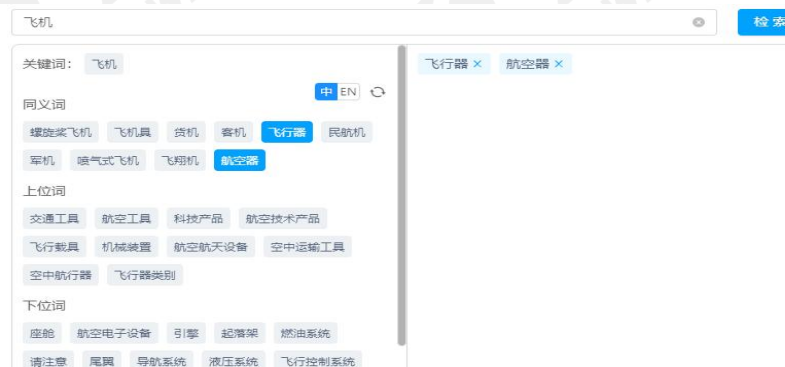 飞机
检索
关键词： 飞机
飞行器 × 航空器 ×
中 EN
同义词
螺旋桨飞机 飞机具 货机 客机 飞行器 民航机
军机 喷气式飞机 飞翔机 航空器
上位词
交通工具 航空工具 科技产品 航空技术产品
飞行载具 机械装置 航空航天设备 空中运输工具
空中航行器 飞行器类别
下位词
座舱 航空电子设备 引擎 起落架 燃油系统
请注意 尾翼 导航系统 液压系统 飞行控制系统